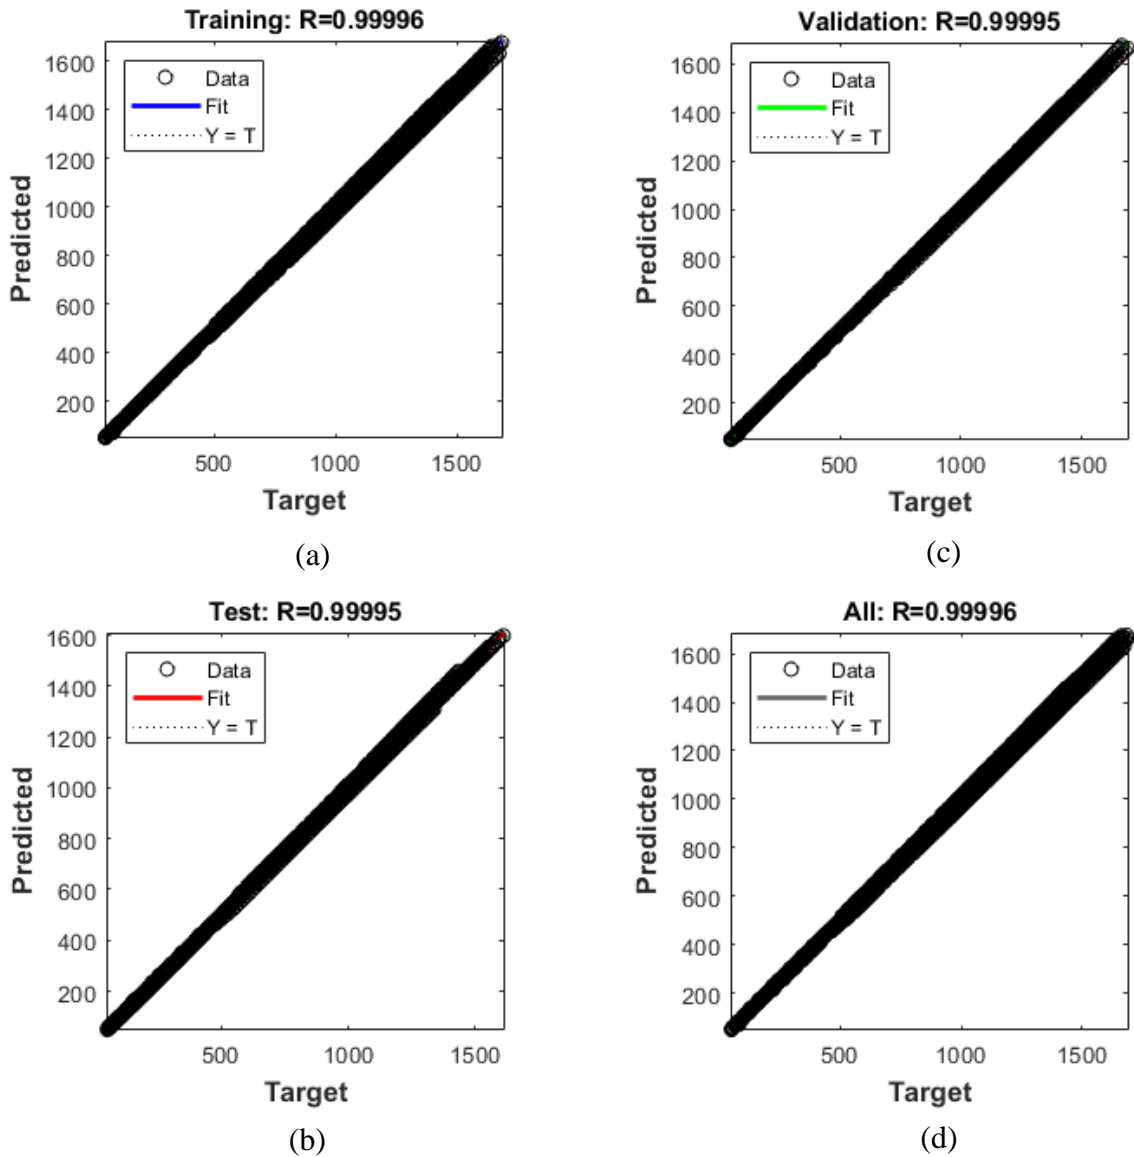 Training: R=0.99996
Predicted
1600
1400
1200
1000
800
600
400
200
Data
Fit
Y = T
500
1000
1500
Target
(a)
Validation: R=0.99995
Predicted
1600
1400
1200
1000
800
600
400
200
Data
Fit
Y = T
500
1000
1500
Target
(c)
Test: R=0.99995
Predicted
1600
1400
1200
1000
800
600
400
200
Data
Fit
Y = T
500
1000
1500
Target
(b)
All: R=0.99996
Predicted
1600
1400
1200
1000
800
600
400
200
Data
Fit
Y = T
500
1000
1500
Target
(d)